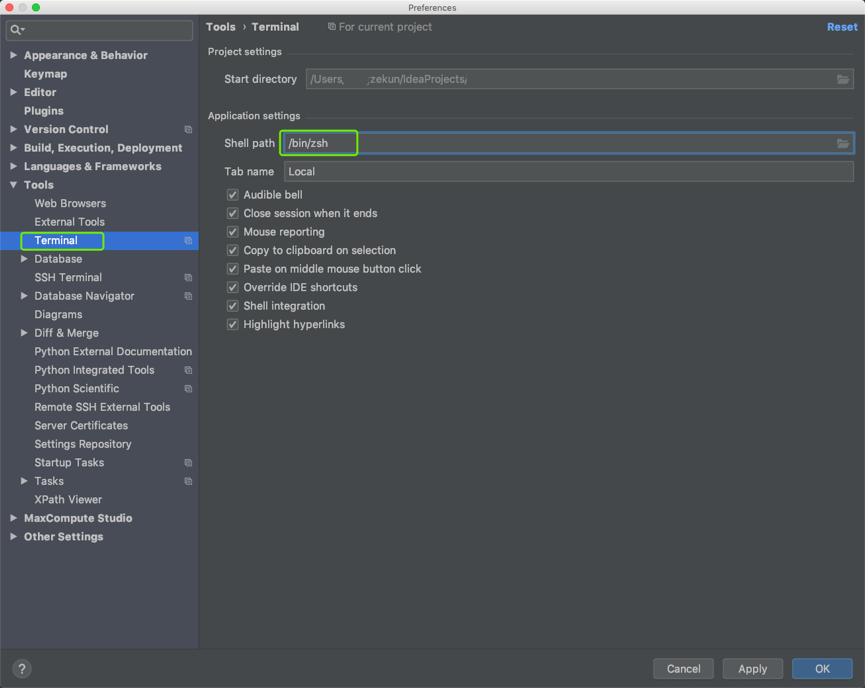 Preferences
Tools › Terminal For current project Reset
Project settings
Start directory /Users, :zekun/IdeaProjects/
Application settings
Shell path /bin/zsh
Tab name Local
Audible bell
Close session when it ends
Mouse reporting
Copy to clipboard on selection
Paste on middle mouse button click
Override IDE shortcuts
Shell integration
Highlight hyperlinks
Appearance & Behavior
Keymap
Editor
Plugins
Version Control
Build, Execution, Deployment
Languages & Frameworks
Tools
Web Browsers
External Tools
Terminal
Database
SSH Terminal
Database Navigator
Diagrams
Diff & Merge
Python External Documentation
Python Integrated Tools
Python Scientific
Remote SSH External Tools
Server Certificates
Settings Repository
Startup Tasks
Tasks
XPath Viewer
MaxCompute Studio
Other Settings
?
Cancel Apply OK